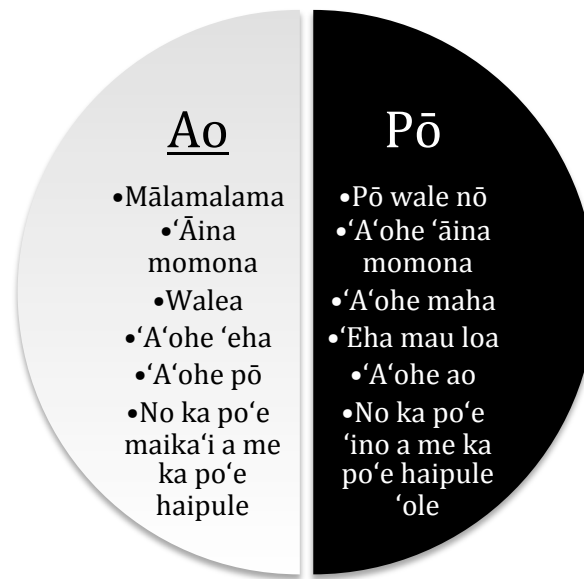 Ao
•Mālamalama
•ʻĀina
momona
•Walea
•ʻAʻohe ʻeha
•ʻAʻohe pō
•No ka poʻe
maikaʻi a me
ka poʻe
haipule
Pō
•Pō wale nō
•ʻAʻohe ʻāina
momona
•ʻAʻohe maha
•ʻEha mau loa
•ʻAʻohe ao
•No ka poʻe
ʻino a me ka
poʻe haipule
ʻole